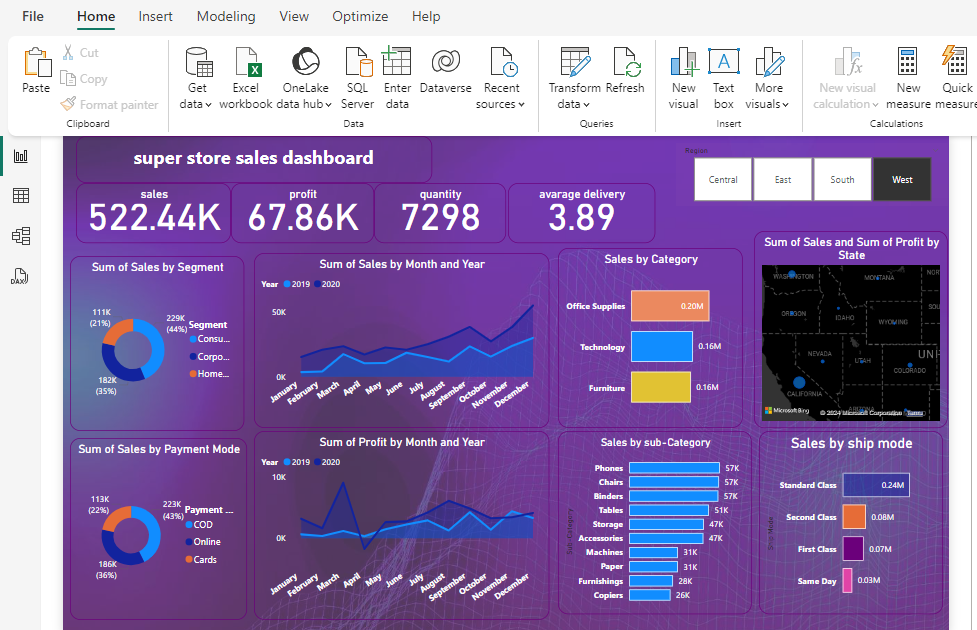 File Home Insert Modeling View Optimize Help
Paste
Cut
Copy
Format painter
Clipboard
Get data
Excel workbook
OneLake data hub
SQL Server
Enter data
Dataverse
Recent sources
Data
Transform data
Refresh
Queries
New visual
Text box
More visuals
Insert
New visual calculation
New measure
Quick measure
Calculations
DAX
super store sales dashboard
Region
Central East South West
sales
522.44K
profit
67.86K
quantity
7298
avarage delivery
3.89
Sum of Sales by Segment
111K
(21%)
229K
(44%)
182K
(35%)
Segment
Consu...
Corpo...
Home...
Sum of Sales by Month and Year
Year 2019 2020
50K
0K
January February March April May June July August September October November December
Sales by Category
Office Supplies 0.20M
Technology 0.16M
Furniture 0.16M
Sum of Sales and Sum of Profit by
State
WASHINGTON
MONTANA
NOR
OREGON
IDAHO
SOU
WYOMING
NEVADA
UTAH
UNI
COLORADO
CALIFORNIA
ARIZONA
Microsoft Bing
© 2024 Microsoft Corporation Terms
Sum of Sales by Payment Mode
113K
(22%)
223K
(43%)
186K
(36%)
Payment ...
COD
Online
Cards
Sum of Profit by Month and Year
Year 2019 2020
10K
0K
January February March April May June July August September October November December
Sales by sub-Category
Sub-Category
Phones 57K
Chairs 57K
Binders 57K
Tables 51K
Storage 47K
Accessories 47K
Machines 31K
Paper 31K
Furnishings 28K
Copiers 26K
Sales by ship mode
Ship Mode
Standard Class 0.24M
Second Class 0.08M
First Class 0.07M
Same Day 0.03M